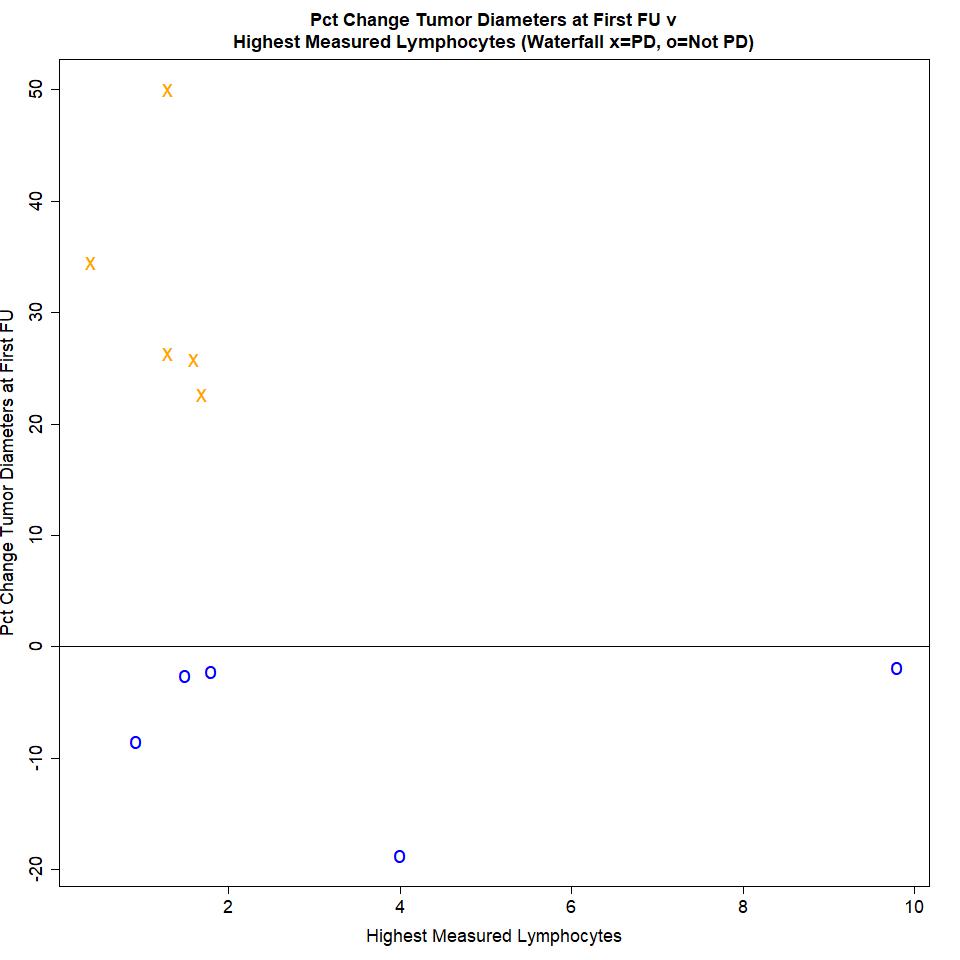 Pct Change Tumor Diameters at First FU v
Highest Measured Lymphocytes (Waterfall x=PD, o=Not PD)
Pct Change Tumor Diameters at First FU
50
40
30
20
10
0
-10
-20
X
X
X
X
X
O
O
O
O
O
2 4 6 8 10
Highest Measured Lymphocytes